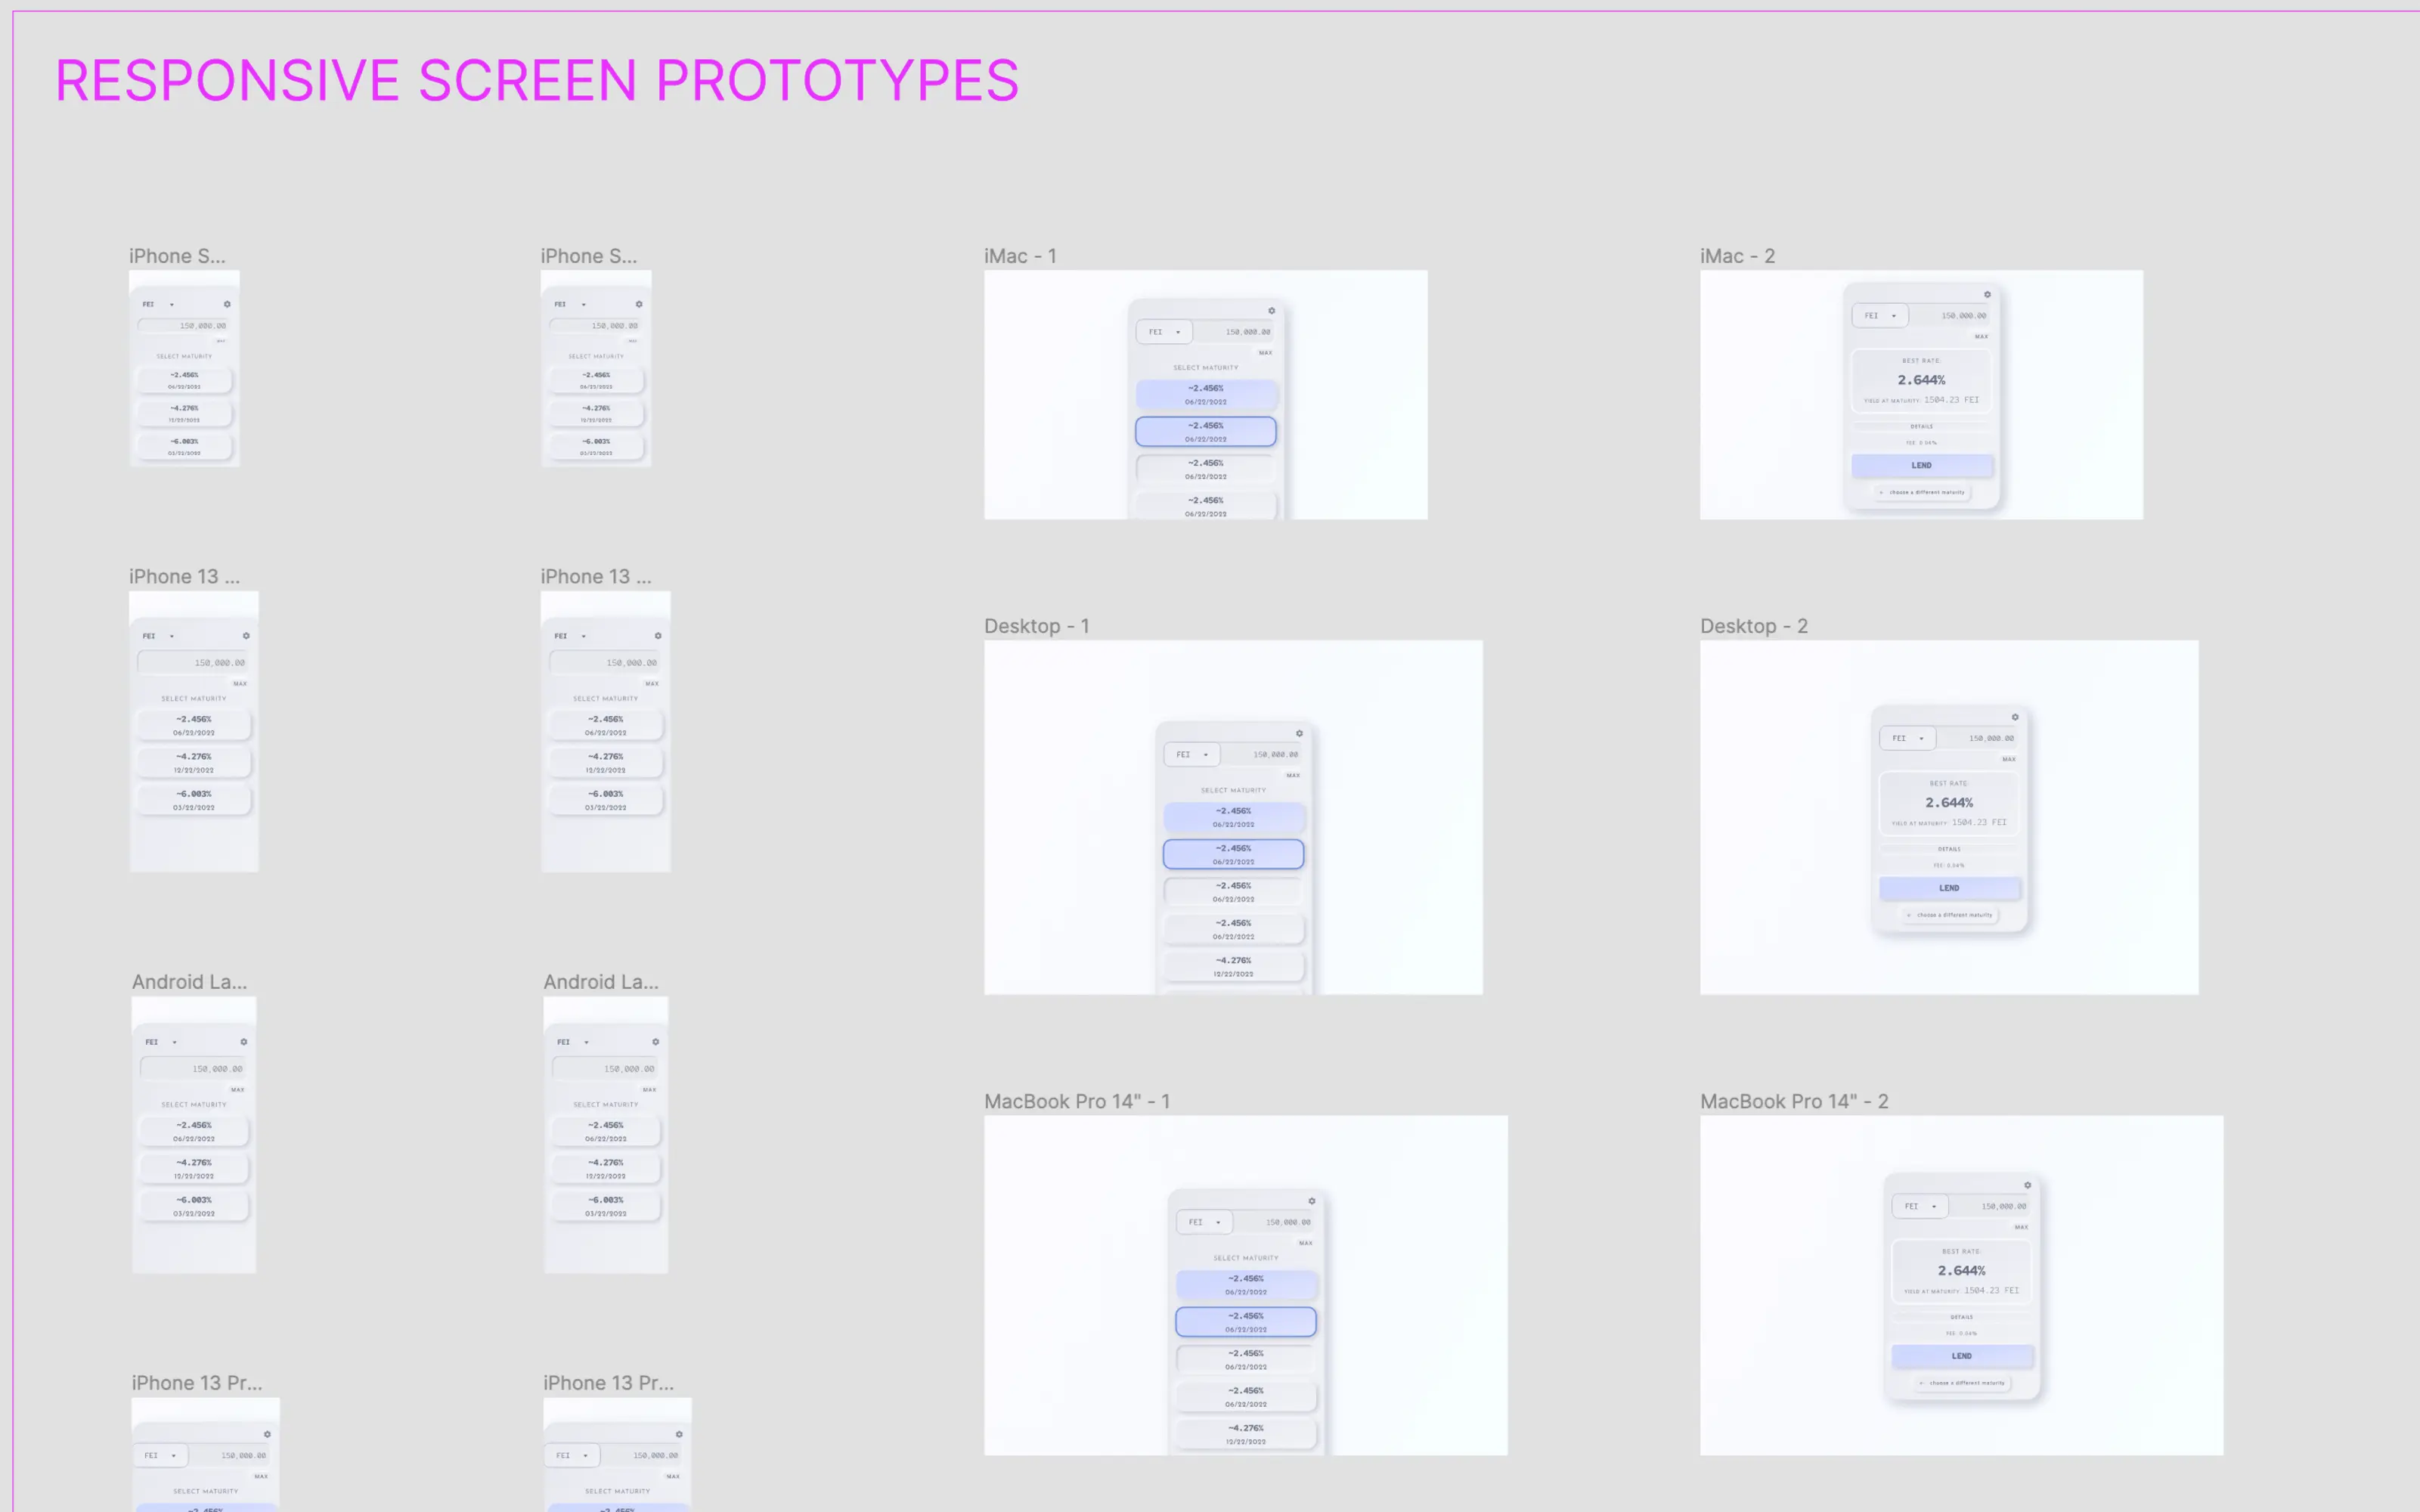 RESPONSIVE SCREEN PROTOTYPES
iPhone S...
FEI
150,000.00
SELECT MATURITY
~2.456%
06/22/2022
~4.276%
12/22/2022
~6.003%
03/22/2022
iPhone S...
FEI
150,000.00
SELECT MATURITY
~2.456%
06/22/2022
~4.276%
12/22/2022
~6.003%
03/22/2022
iMac - 1
FEI 150,000.00
MAX
SELECT MATURITY
~2.456%
06/22/2022
~2.456%
06/22/2022
~2.456%
06/22/2022
~2.456%
06/22/2022
iMac - 2
FEI 150,000.00
MAX
BEST RATE:
2.644%
YIELD AT MATURITY: 1504.23 FEI
DETAILS
FEE: 0.04%
LEND
choose a different maturity
iPhone 13 ...
FEI
150,000.00
MAX
SELECT MATURITY
~2.456%
06/22/2022
~4.276%
12/22/2022
~6.003%
03/22/2022
iPhone 13 ...
FEI
150,000.00
MAX
SELECT MATURITY
~2.456%
06/22/2022
~4.276%
12/22/2022
~6.003%
03/22/2022
Desktop - 1
FEI 150,000.00
MAX
SELECT MATURITY
~2.456%
06/22/2022
~2.456%
06/22/2022
~2.456%
06/22/2022
~2.456%
06/22/2022
~4.276%
12/22/2022
Desktop - 2
FEI 150,000.00
MAX
BEST RATE:
2.644%
YIELD AT MATURITY: 1504.23 FEI
DETAILS
FEE: 0.04%
LEND
choose a different maturity
Android La...
FEI
150,000.00
MAX
SELECT MATURITY
~2.456%
06/22/2022
~4.276%
12/22/2022
~6.003%
03/22/2022
Android La...
FEI
150,000.00
MAX
SELECT MATURITY
~2.456%
06/22/2022
~4.276%
12/22/2022
~6.003%
03/22/2022
MacBook Pro 14" - 1
FEI 150,000.00
MAX
SELECT MATURITY
~2.456%
06/22/2022
~2.456%
06/22/2022
~2.456%
06/22/2022
~2.456%
06/22/2022
~4.276%
12/22/2022
MacBook Pro 14" - 2
FEI 150,000.00
MAX
BEST RATE:
2.644%
YIELD AT MATURITY: 1504.23 FEI
DETAILS
FEE: 0.04%
LEND
choose a different maturity
iPhone 13 Pr...
FEI 150,000.00
MAX
SELECT MATURITY
~2.456%
iPhone 13 Pr...
FEI 150,000.00
MAX
SELECT MATURITY
~2.456%